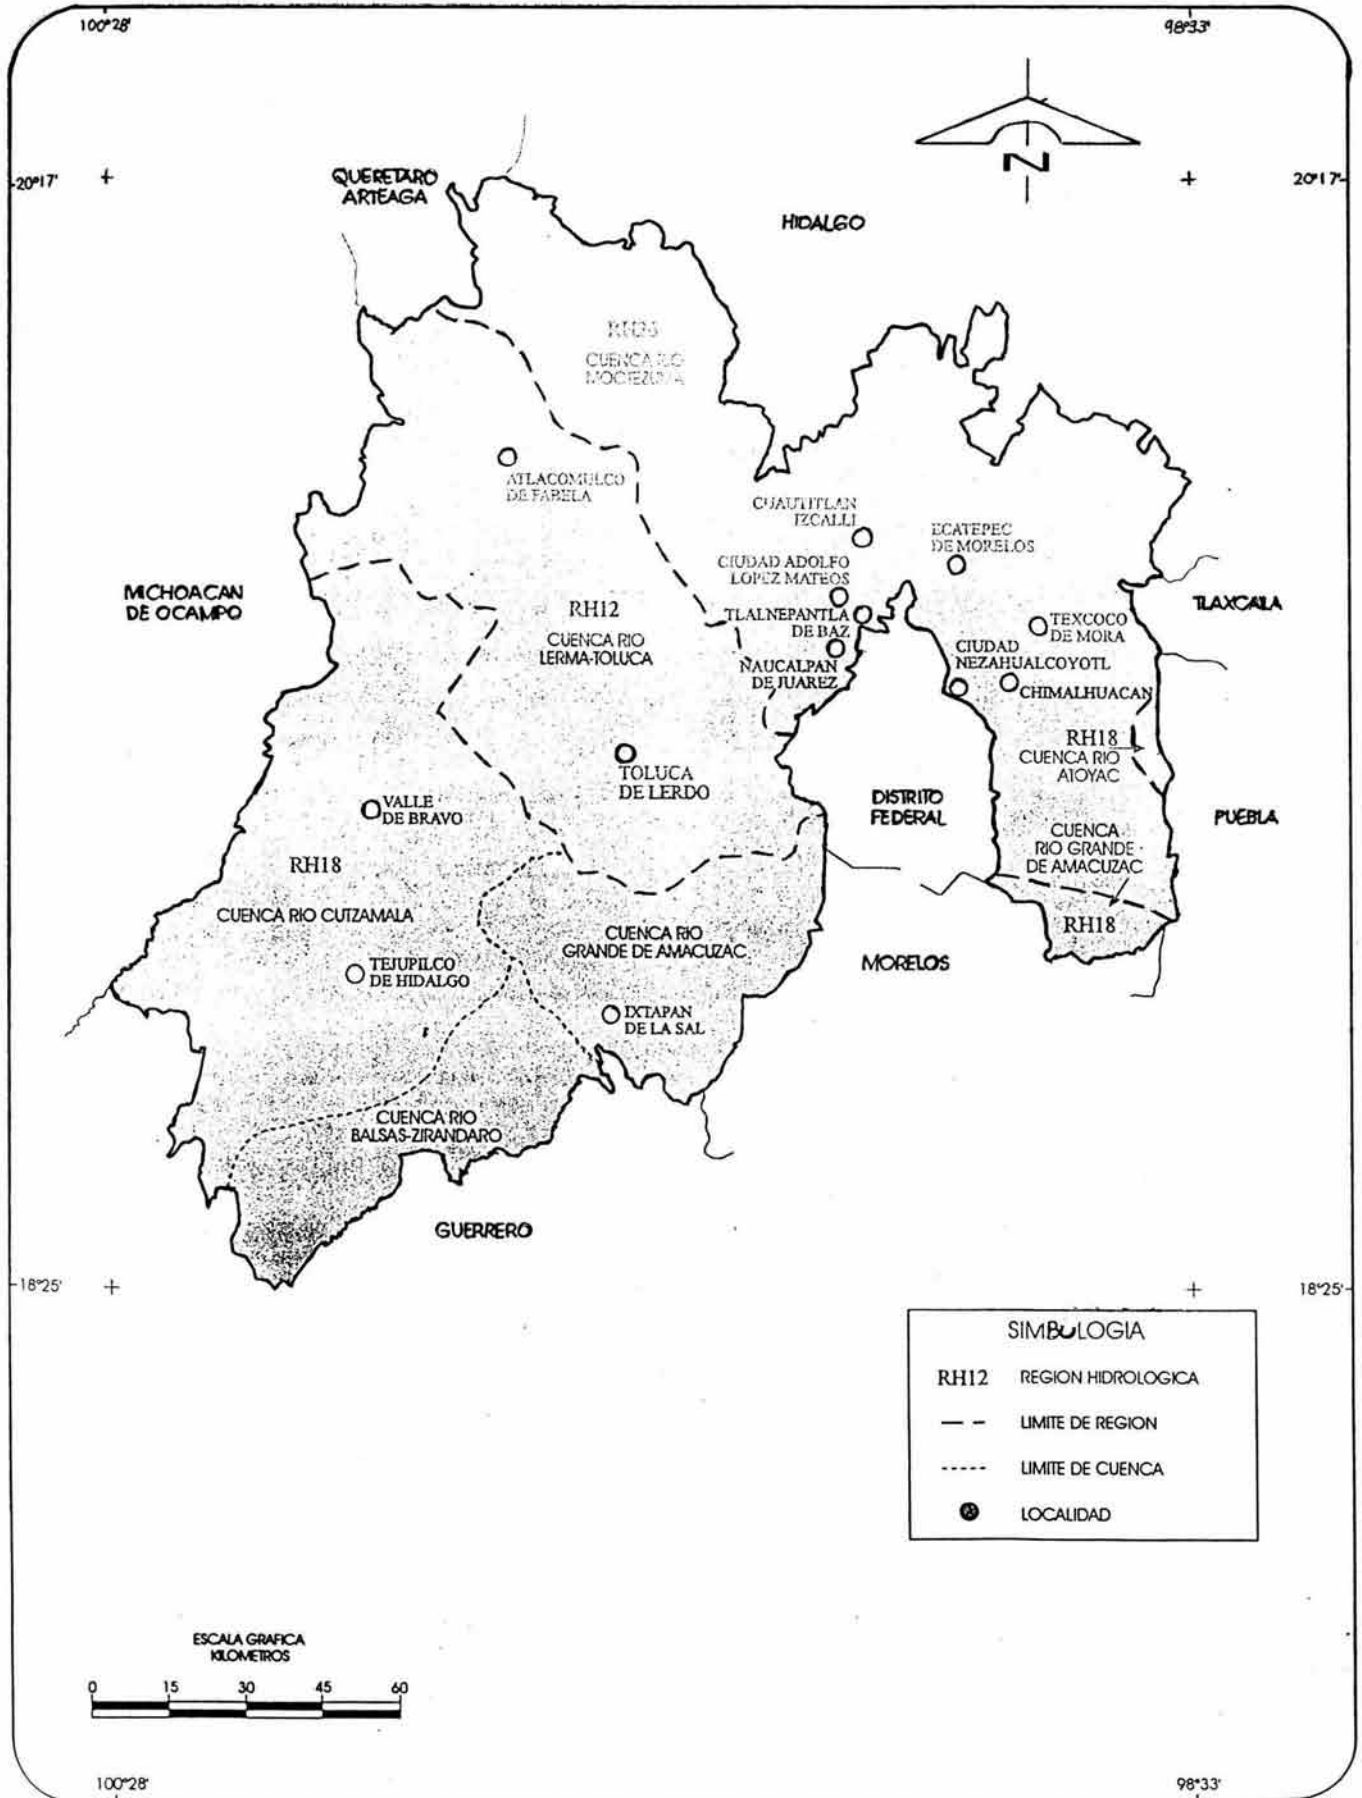 100°28'
98°33'
20°17'
20°17'
QUERETARO
ARTEAGA
N
HIDALGO
CUENCA RIO
MOCTEZUMA
ATLACOMULCO
DE FABELA
CUAUTITLAN
IZCALLI
ECATEPEC
DE MORELOS
CIUDAD ADOLFO
LOPEZ MATEOS
MICHOACAN
DE OCAMPO
RH12
CUENCA RIO
LERMA-TOLUCA
TLALNEPANTLA
DE BAZ
TEXCOCO
DE MORA
TLAXCALA
NAUCALPAN
DE JUAREZ
CIUDAD
NEZAHUALCOYOTL
CHIMALHUACAN
RH18
CUENCA RIO
ATOYAC
TOLUCA
DE LERDO
VALLE
DE BRAVO
DISTRITO
FEDERAL
PUEBLA
CUENCA
RIO GRANDE
DE AMACUZAC
RH18
RH18
CUENCA RIO CUTZAMALA
CUENCA RIO
GRANDE DE AMACUZAC
MORELOS
TEJUPILCO
DE HIDALGO
IXTAPAN
DE LA SAL
CUENCA RIO
BALSAS-ZIRANDARO
GUERRERO
18°25'
18°25'
SIMBOLOGIA
RH12 REGION HIDROLOGICA
LIMITE DE REGION
LIMITE DE CUENCA
LOCALIDAD
ESCALA GRAFICA
KILOMETROS
0 15 30 45 60
100°28'
98°33'